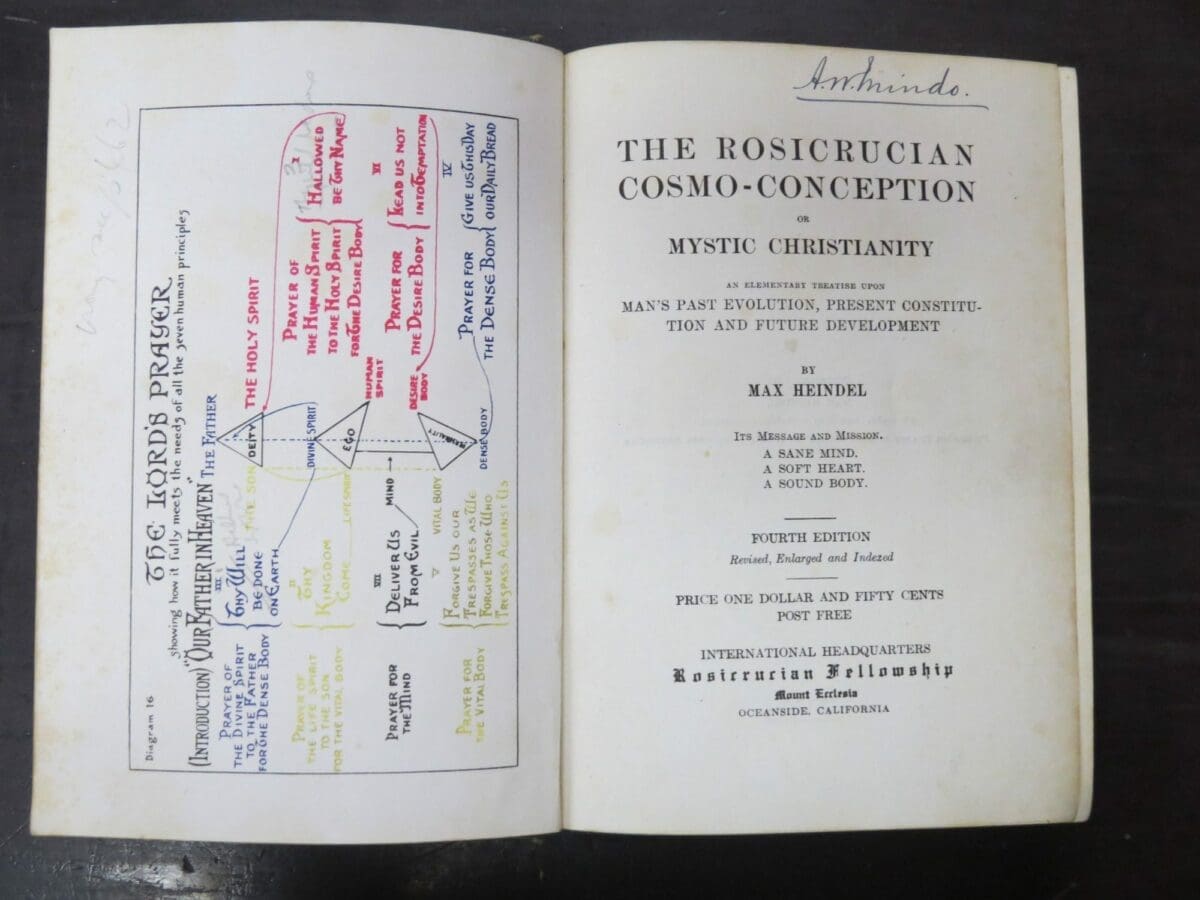 Diagram 16
THE LORD'S PRAYER
showing how it fully meets the needs of all the seven human principles
(INTRODUCTION) "OUR FATHER IN HEAVEN"
THE FATHER
THE SON
THE HOLY SPIRIT
DEITY
PRAYER OF
THE DIVINE SPIRIT
TO THE FATHER
FOR THE DENSE BODY
III
THY WILL
BE DONE
ON EARTH
DIVINE SPIRIT
PRAYER OF
THE HUMAN SPIRIT
TO THE HOLY SPIRIT
FOR THE DESIRE BODY
I
HALLOWED
BE THY NAME
PRAYER OF
THE LIFE SPIRIT
TO THE SON
FOR THE VITAL BODY
II
THY
KINGDOM
COME
LIFE SPIRIT
EGO
HUMAN
SPIRIT
PRAYER FOR
THE MIND
VII
DELIVER US
FROM EVIL
MIND
DESIRE
BODY
PRAYER FOR
THE DESIRE BODY
VI
LEAD US NOT
INTO TEMPTATION
PRAYER FOR
THE VITAL BODY
V
FORGIVE US OUR
TRESPASSES AS WE
FORGIVE THOSE WHO
TRESPASS AGAINST US
VITAL BODY
DENSE BODY
PRAYER FOR
THE DENSE BODY
IV
GIVE US THIS DAY
OUR DAILY BREAD
THE ROSICRUCIAN
COSMO-CONCEPTION
OR
MYSTIC CHRISTIANITY
AN ELEMENTARY TREATISE UPON
MAN'S PAST EVOLUTION, PRESENT CONSTITU-
TION AND FUTURE DEVELOPMENT
BY
MAX HEINDEL
ITS MESSAGE AND MISSION.
A SANE MIND.
A SOFT HEART.
A SOUND BODY.
FOURTH EDITION
Revised, Enlarged and Indexed
PRICE ONE DOLLAR AND FIFTY CENTS
POST FREE
INTERNATIONAL HEADQUARTERS
Rosicrucian Fellowship
Mount Ecclesia
OCEANSIDE, CALIFORNIA